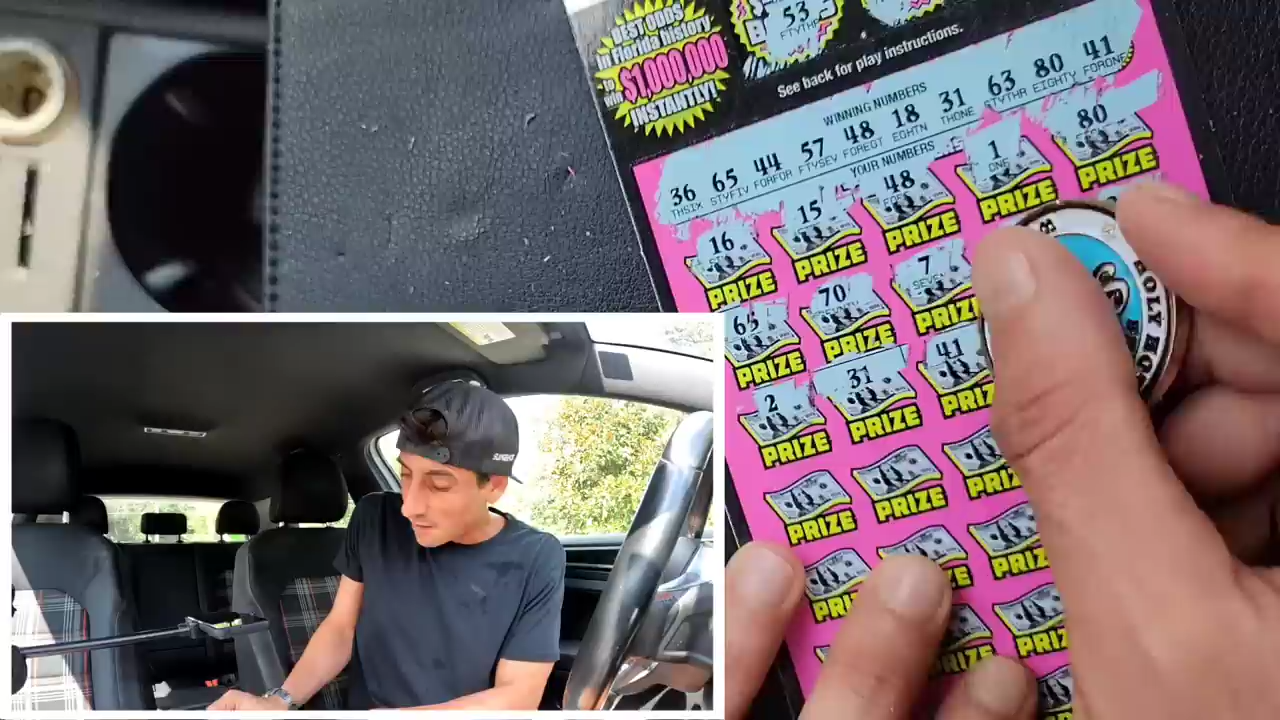 BEST ODDS
in Florida history
to win $1,000,000
INSTANTLY!
53
FTYTHR
See back for play instructions.
WINNING NUMBERS
36 65 44 57 48 18 31 63 80 41
THSIX STYFIV FORFOR FTYSEV FOREGT EGHTN THONE STYTHR EIGHTY FORONE
YOUR NUMBERS
16 15 48 1 80
ONE
PRIZE PRIZE PRIZE PRIZE PRIZE
65 70 7
SEVEN
PRIZE PRIZE PRIZE
2 31 41
PRIZE PRIZE PRIZE
PRIZE PRIZE PRIZE
PRIZE PRIZE PRIZE
PRIZE PRIZE
HOLY